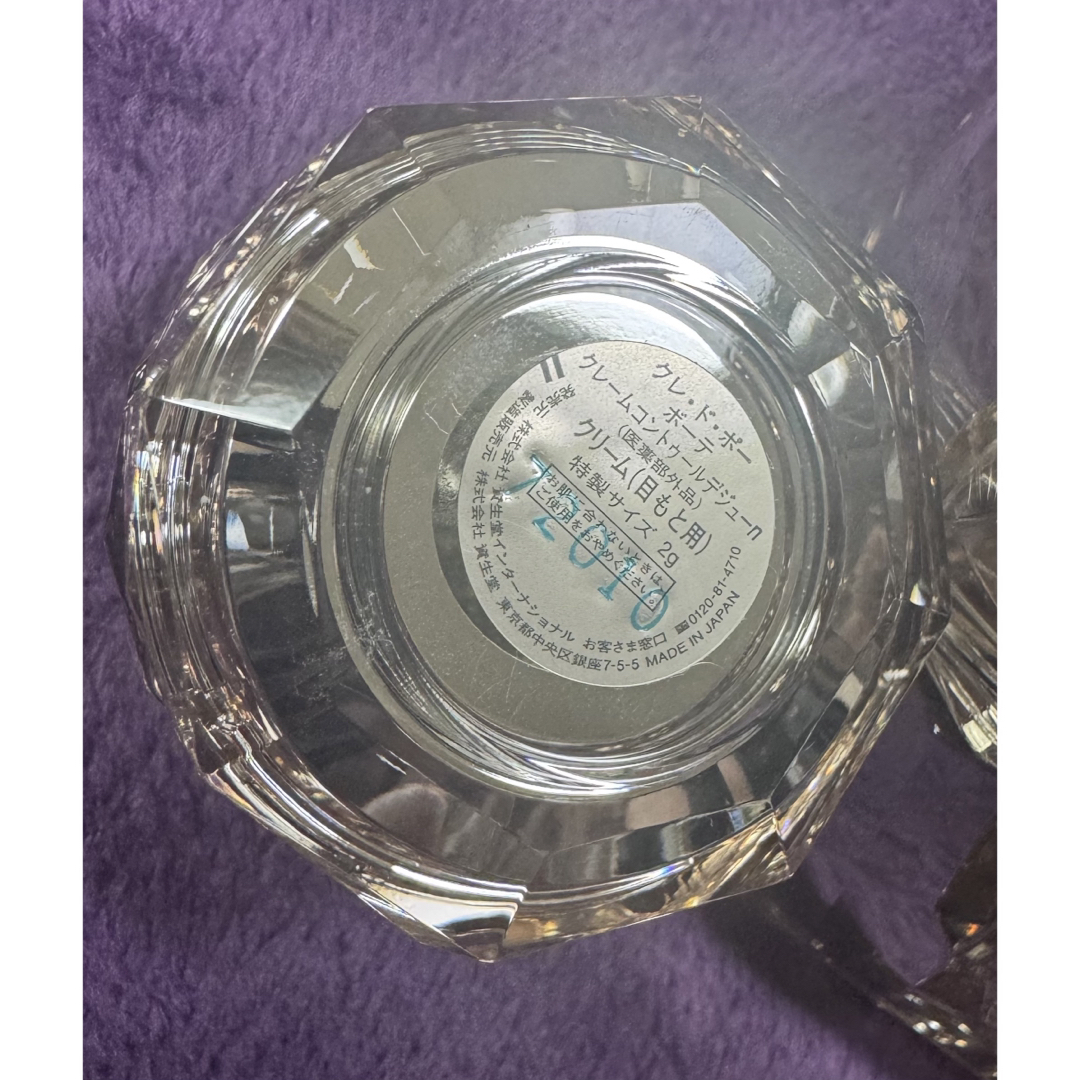 クレ・ド・ポー
ボーテ
クレームコントゥールデジューn
(医薬部外品)
クリーム(目もと用)
特製サイズ 2g
お肌に合わないときは、
ご使用をおやめください。
発売元 株式会社 資生堂インターナショナル お客さま窓口 0120-81-4710
製造販売元 株式会社 資生堂 東京都中央区銀座7-5-5 MADE IN JAPAN